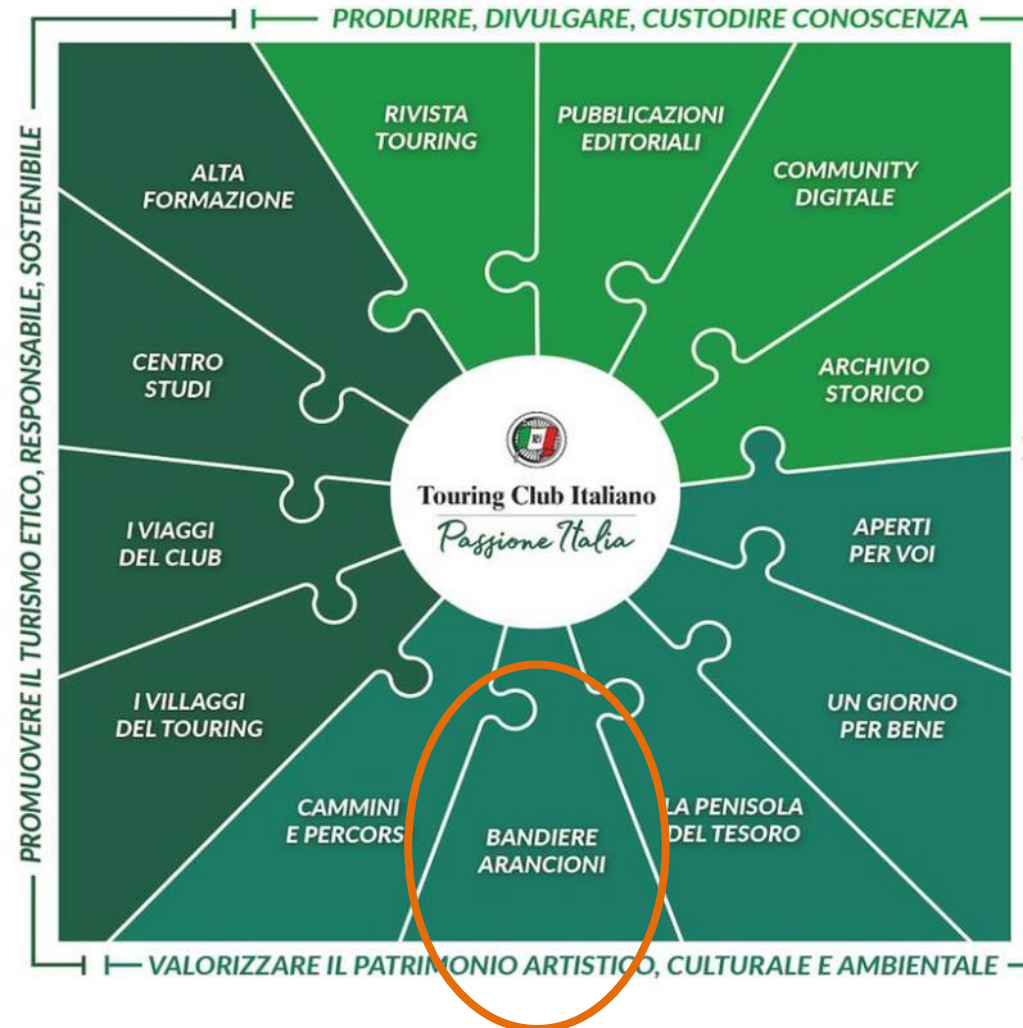 PRODURRE, DIVULGARE, CUSTODIRE CONOSCENZA
PROMUOVERE IL TURISMO ETICO, RESPONSABILE, SOSTENIBILE
RIVISTA
TOURING
PUBBLICAZIONI
EDITORIALI
COMMUNITY
DIGITALE
ALTA
FORMAZIONE
CENTRO
STUDI
ARCHIVIO
STORICO
TCI
Touring Club Italiano
Passione Italia
I VIAGGI
DEL CLUB
APERTI
PER VOI
I VILLAGGI
DEL TOURING
UN GIORNO
PER BENE
CAMMINI
E PERCORS
BANDIERE
ARANCIONI
LA PENISOLA
DEL TESORO
VALORIZZARE IL PATRIMONIO ARTISTICO, CULTURALE E AMBIENTALE